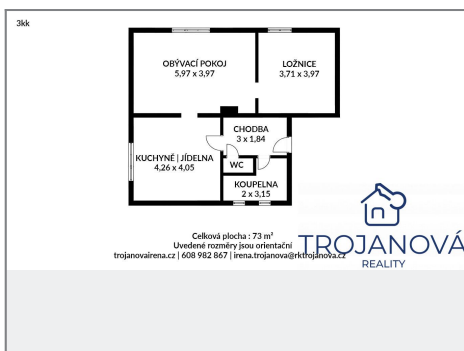 3kk
OBÝVACÍ POKOJ
5,97 x 3,97
LOŽNICE
3,71 x 3,97
CHODBA
3 x 1,84
KUCHYNĚ | JÍDELNA
4,26 x 4,05
WC
KOUPELNA
2 x 3,15
Celková plocha : 73 m²
Uvedené rozměry jsou orientační
trojanovairena.cz | 608 982 867 | irena.trojanova@rktrojanova.cz
TROJANOVÁ
REALITY